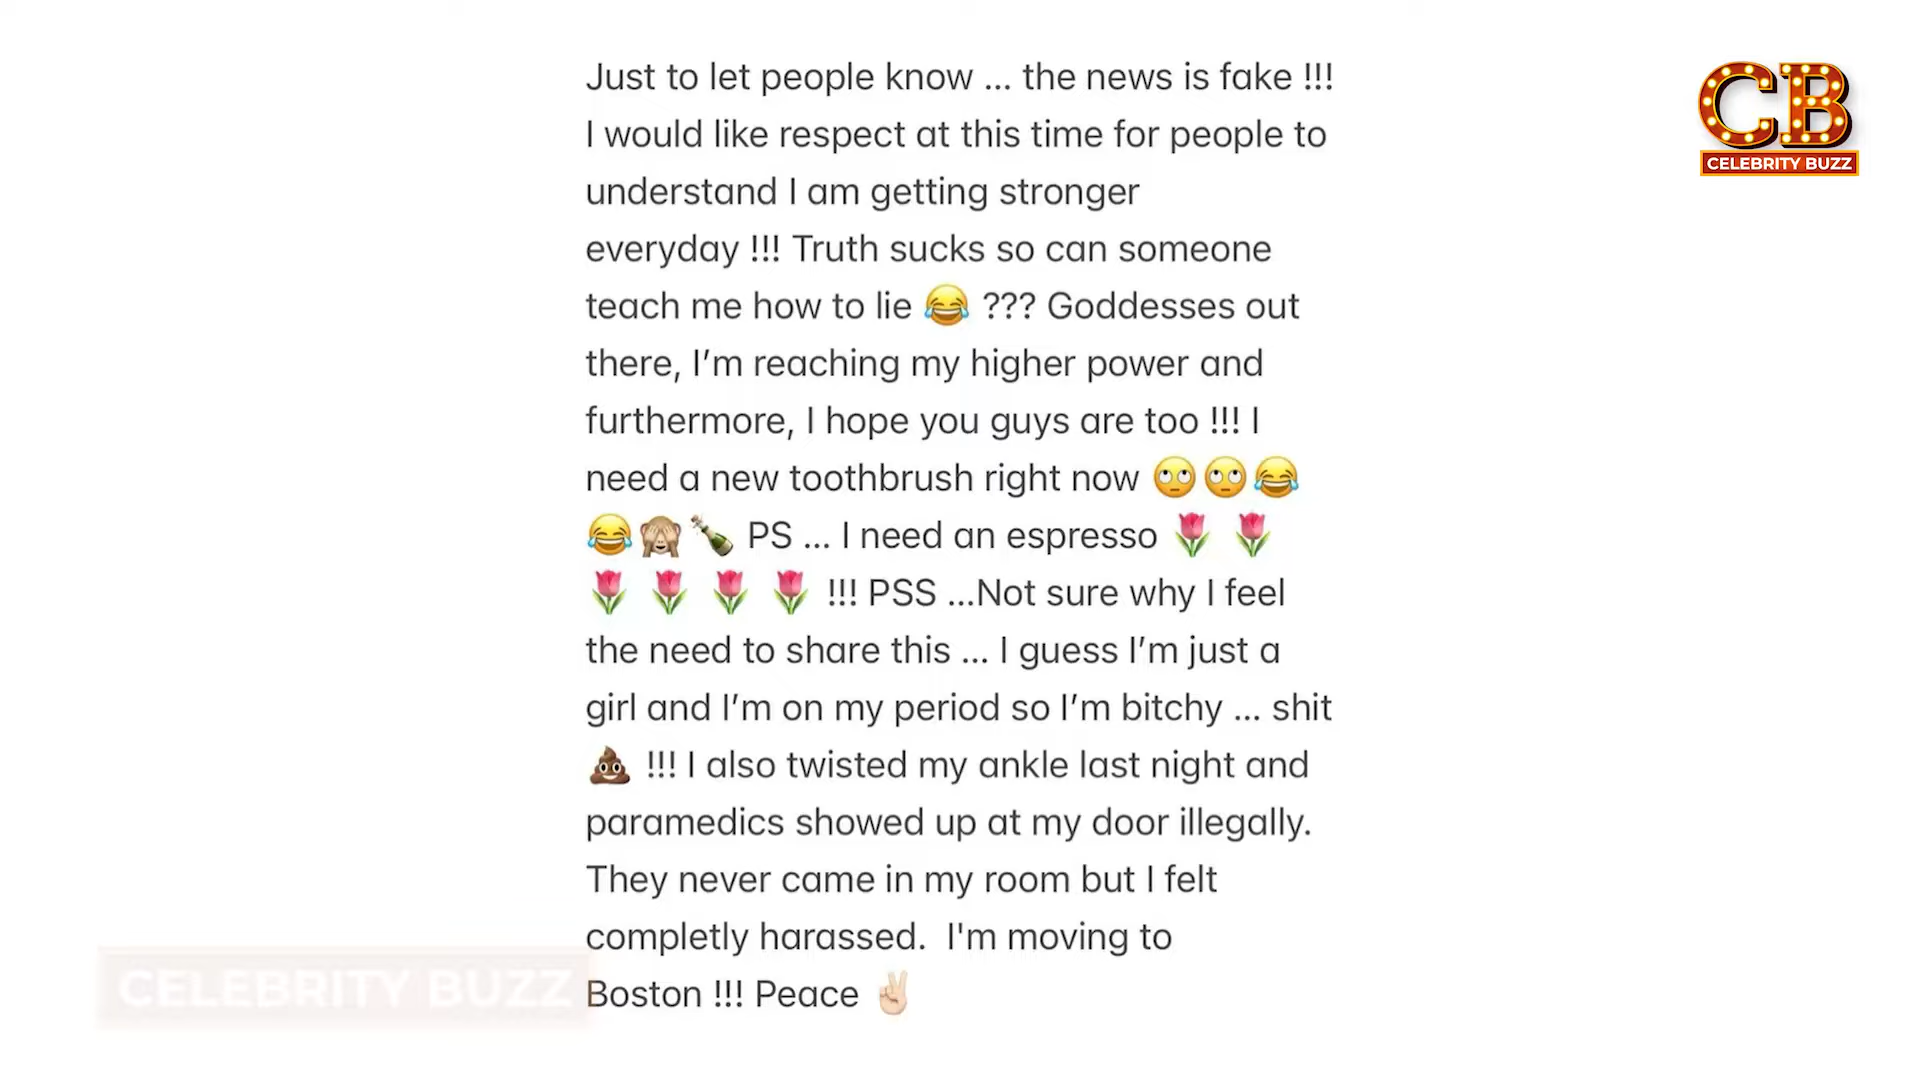 Just to let people know ... the news is fake !!!
I would like respect at this time for people to
understand I am getting stronger
everyday !!! Truth sucks so can someone
teach me how to lie 😂 ??? Goddesses out
there, I’m reaching my higher power and
furthermore, I hope you guys are too !!! I
need a new toothbrush right now 🙄🙄😂
😂🙈🍾 PS ... I need an espresso 🌷 🌷
🌷 🌷 🌷 🌷 !!! PSS ...Not sure why I feel
the need to share this ... I guess I’m just a
girl and I’m on my period so I’m bitchy ... shit
💩 !!! I also twisted my ankle last night and
paramedics showed up at my door illegally.
They never came in my room but I felt
completly harassed.  I'm moving to
Boston !!! Peace ✌🏻
CB
CELEBRITY BUZZ
CELEBRITY BUZZ